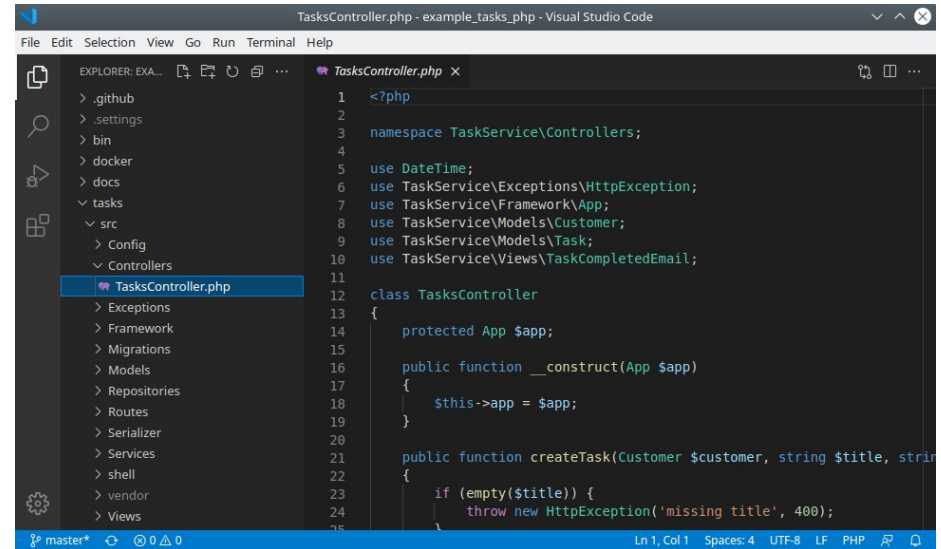 TasksController.php - example_tasks_php - Visual Studio Code
File Edit Selection View Go Run Terminal Help
EXPLORER: EXA...
> .github
> .settings
> bin
> docker
> docs
tasks
src
> Config
Controllers
TasksController.php
> Exceptions
> Framework
> Migrations
> Models
> Repositories
> Routes
> Serializer
> Services
> shell
> vendor
> Views
TasksController.php ×
1 <?php
2
3 namespace TaskService\Controllers;
4
5 use DateTime;
6 use TaskService\Exceptions\HttpException;
7 use TaskService\Framework\App;
8 use TaskService\Models\Customer;
9 use TaskService\Models\Task;
10 use TaskService\Views\TaskCompletedEmail;
11
12 class TasksController
13 {
14 protected App $app;
15
16 public function __construct(App $app)
17 {
18 $this->app = $app;
19 }
20
21 public function createTask(Customer $customer, string $title, strin
22 {
23 if (empty($title)) {
24 throw new HttpException('missing title', 400);
25 }
master* 0 0 Ln 1, Col 1 Spaces: 4 UTF-8 LF PHP